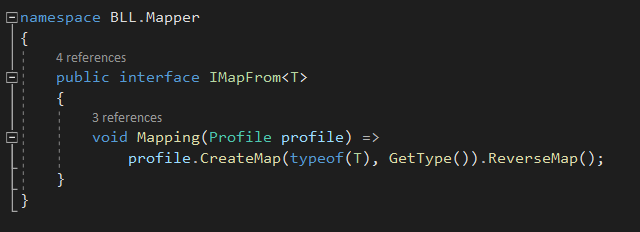 namespace BLL.Mapper
{
4 references
public interface IMapFrom<T>
{
3 references
void Mapping(Profile profile) =>
profile.CreateMap(typeof(T), GetType()).ReverseMap();
}
}